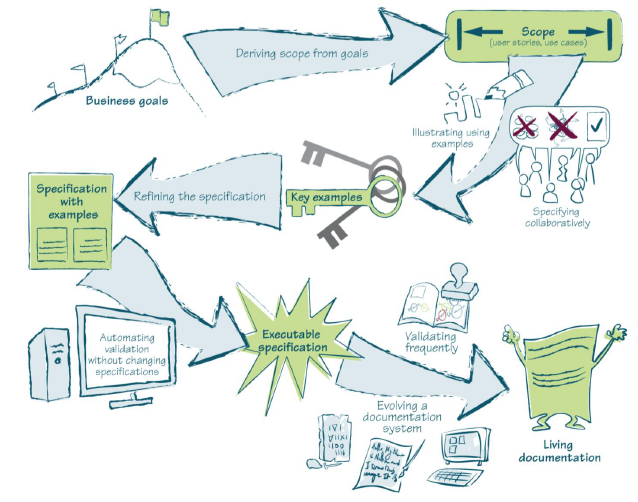 Deriving scope from goals
Scope
(user stories, use cases)
Business goals
Illustrating using
examples
Specifying
collaboratively
Key examples
Refining the specification
Specification
with
examples
Automating
validation
without changing
specifications
Executable
specification
Validating
frequently
Evolving a
documentation
system
Living
documentation